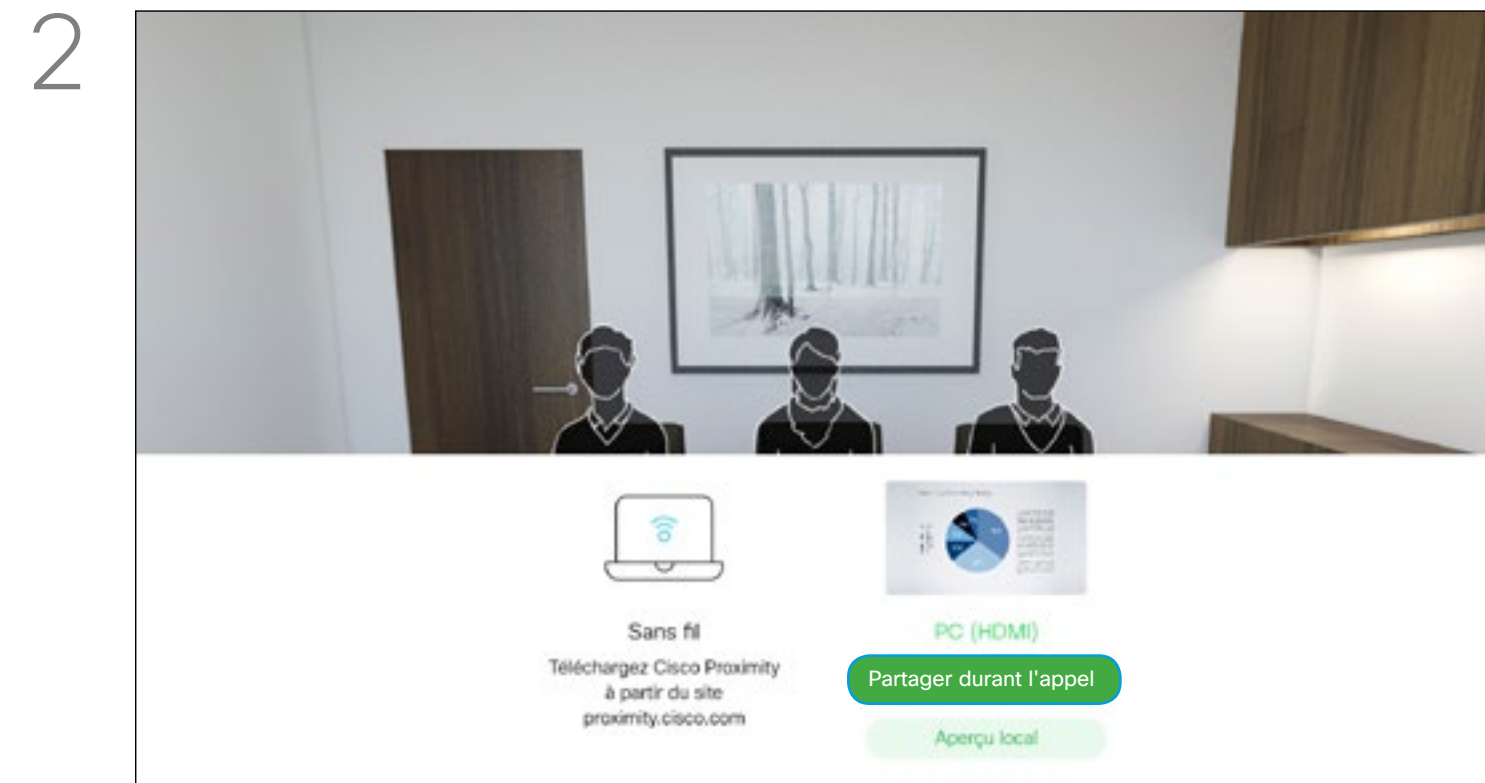 2
Sans fil
Téléchargez Cisco Proximity
à partir du site
proximity.cisco.com
PC (HDMI)
Partager durant l'appel
Aperçu local